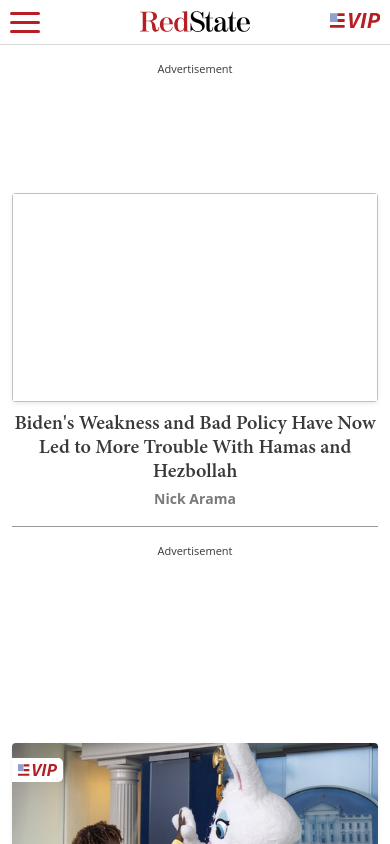 RedState
VIP
Advertisement
Biden's Weakness and Bad Policy Have Now
Led to More Trouble With Hamas and
Hezbollah
Nick Arama
Advertisement
VIP